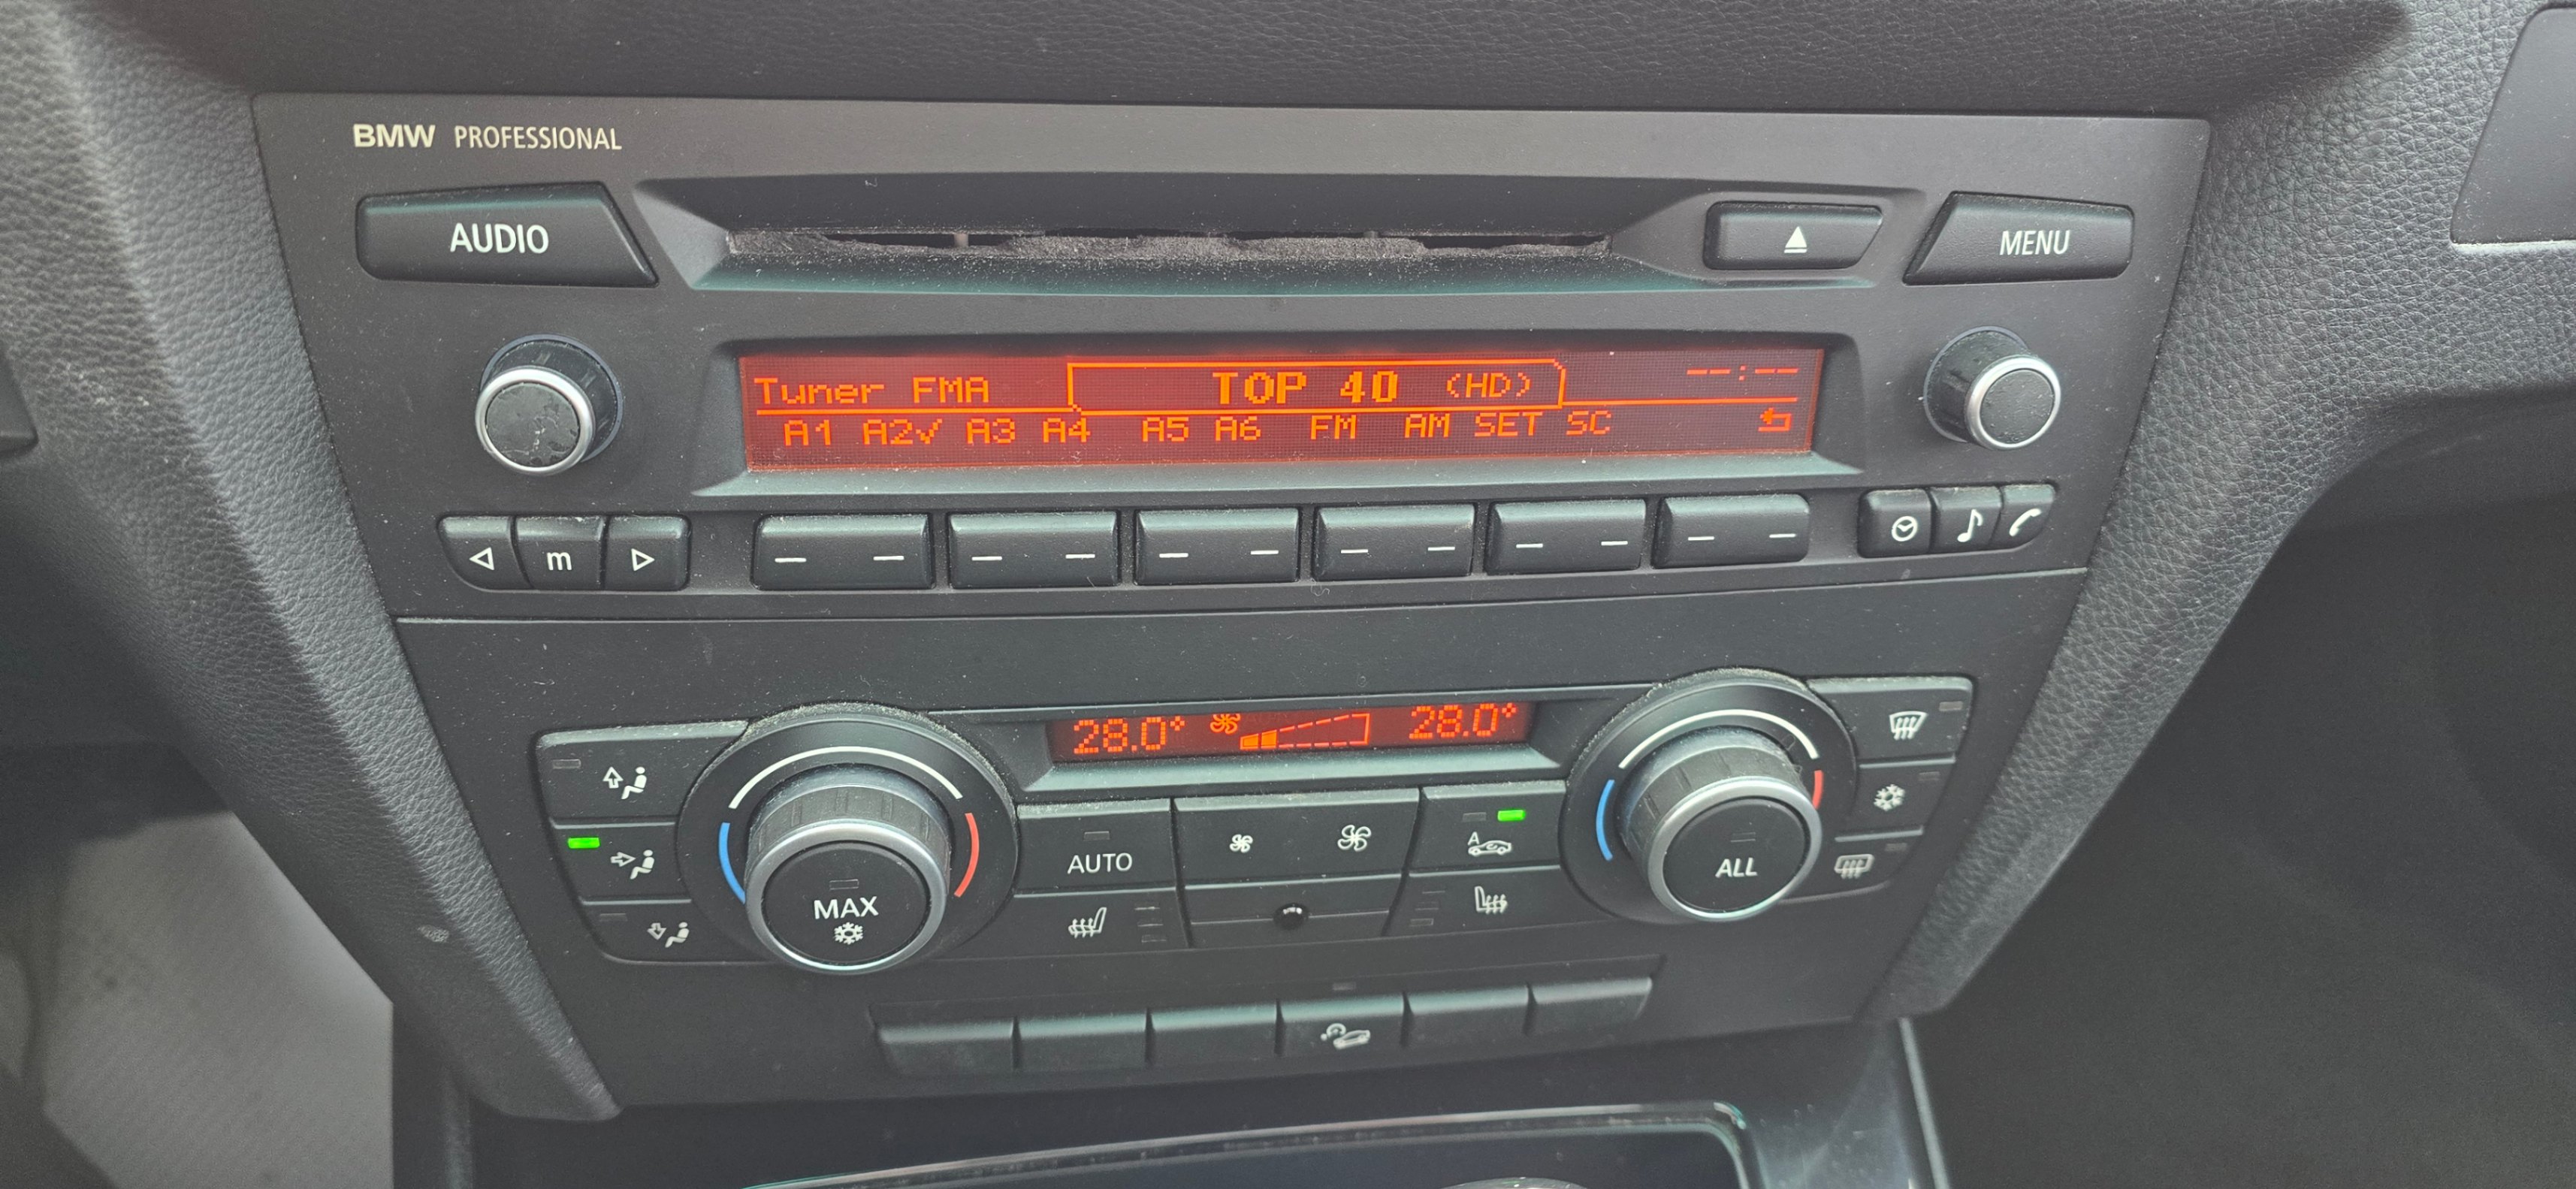 BMW PROFESSIONAL
AUDIO
MENU
Tuner FMA TOP 40 (HD) --:--
A1 A2✓ A3 A4 A5 A6 FM AM SET SC
m
28.0° 28.0°
AUTO
A
MAX
ALL